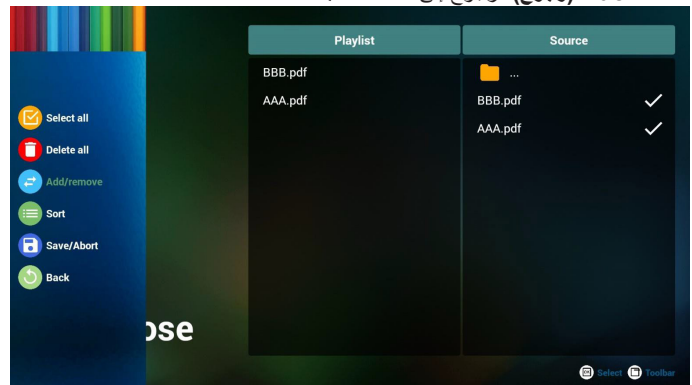 Playlist
Source
BBB.pdf
AAA.pdf
...
BBB.pdf
AAA.pdf
Select all
Delete all
Add/remove
Sort
Save/Abort
Back
ose
Select
Toolbar